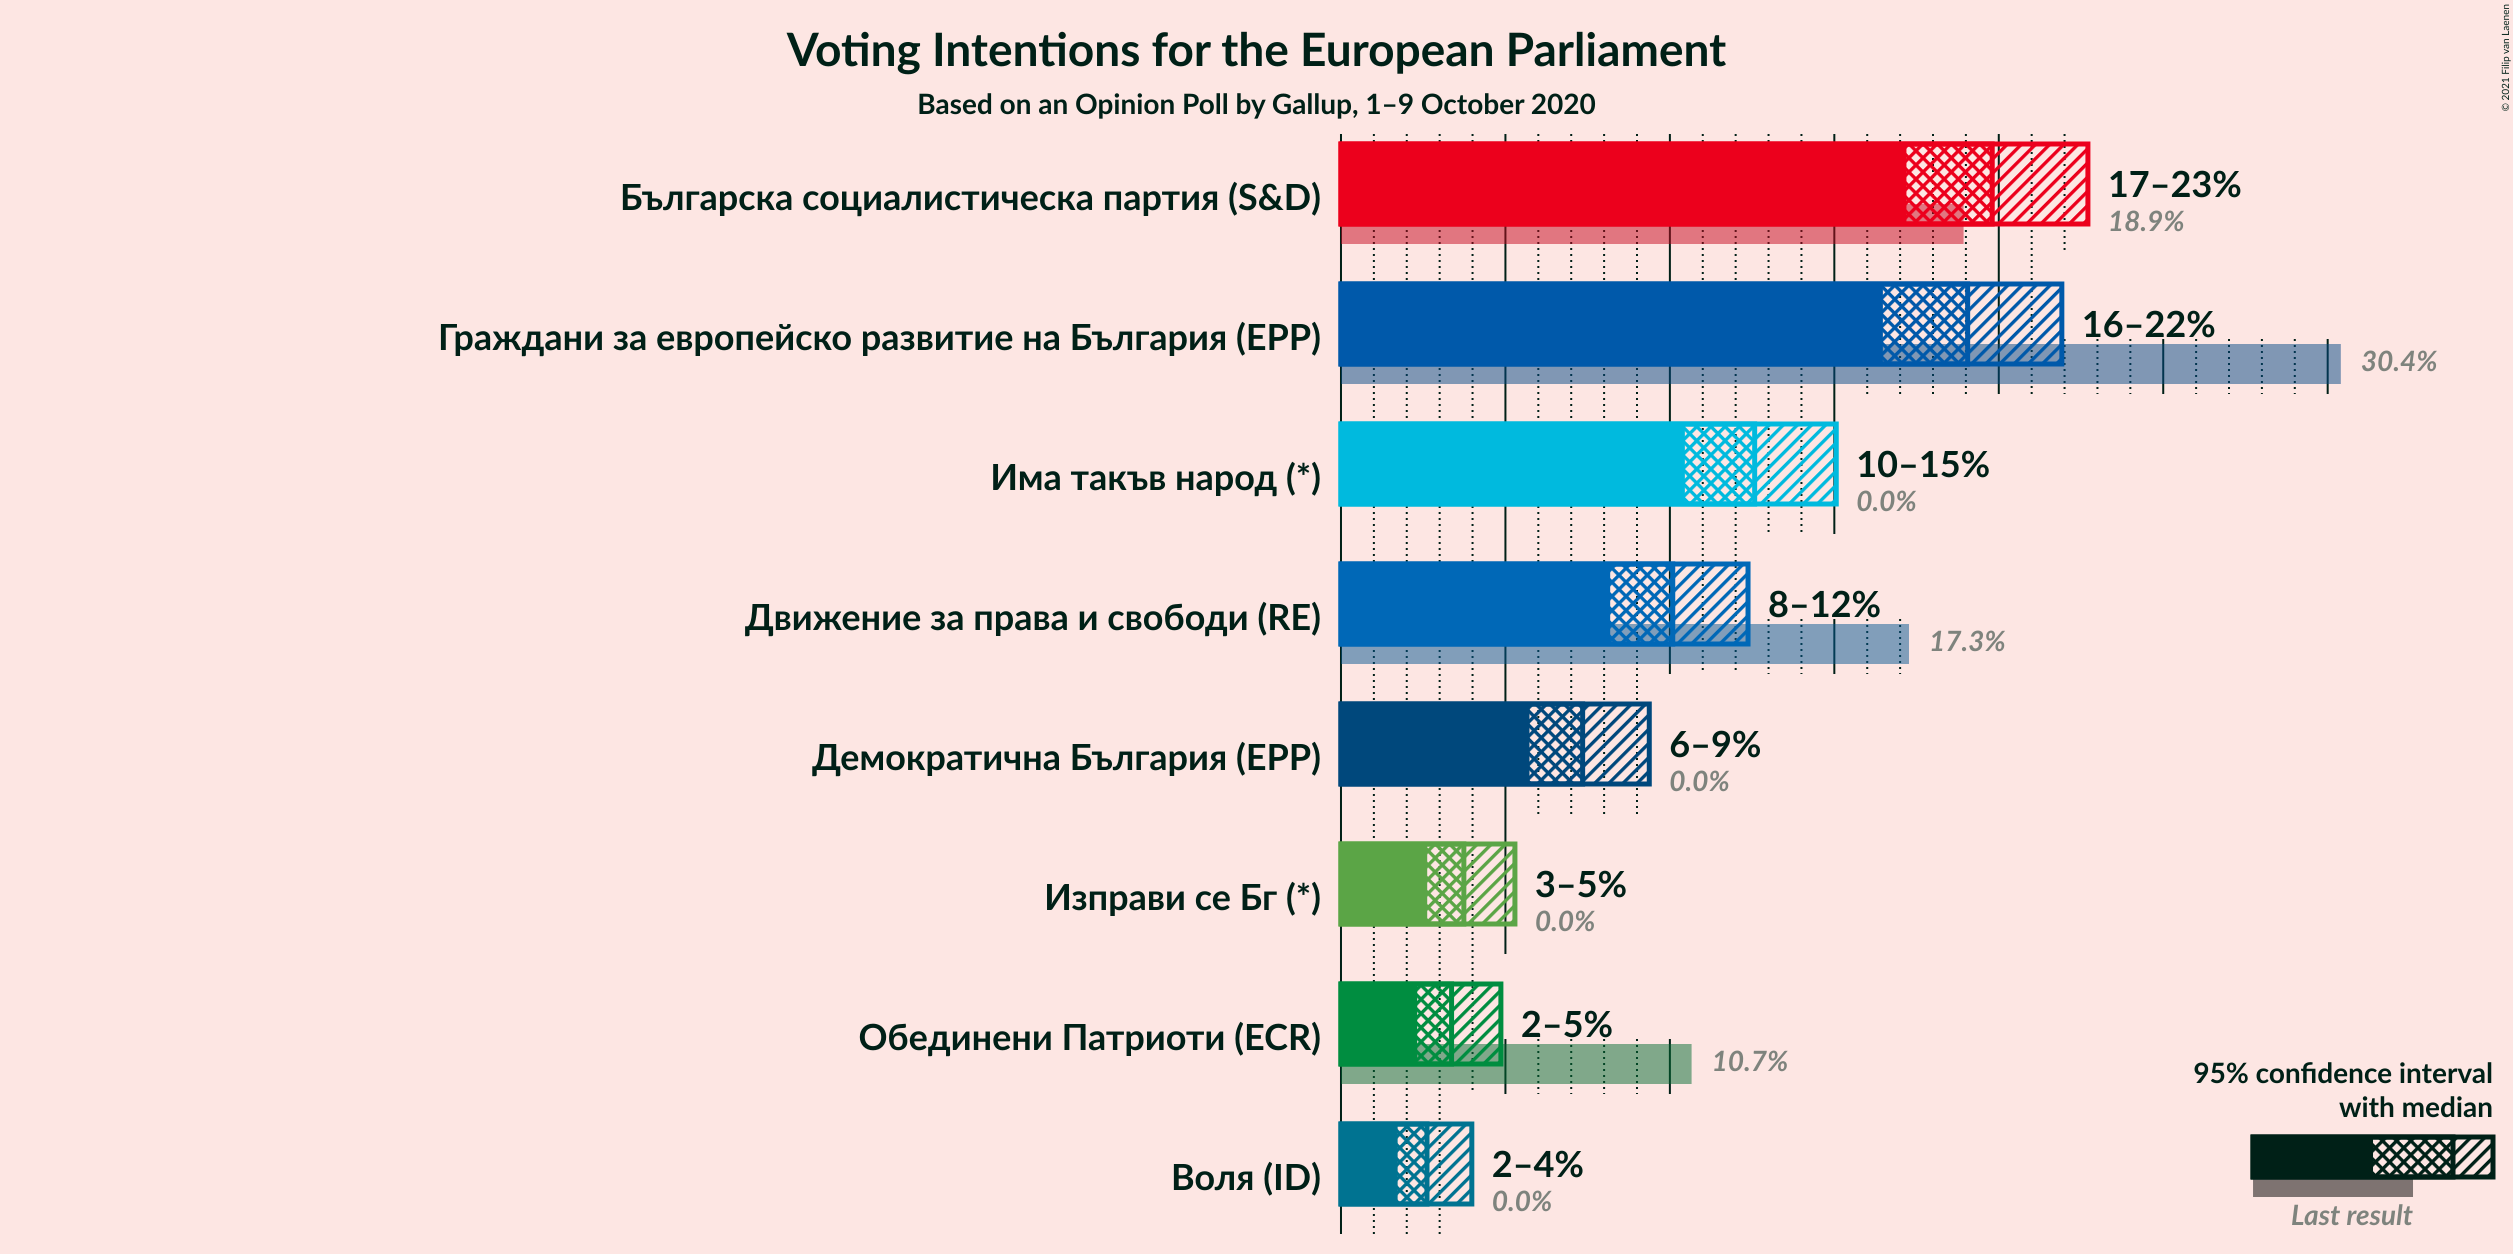 Voting Intentions for the European Parliament
Based on an Opinion Poll by Gallup, 1–9 October 2020
© 2021 Filip van Laenen
Българска социалистическа партия (S&D)
17–23%
18.9%
Граждани за европейско развитие на България (EPP)
16–22%
30.4%
Има такъв народ (*)
10–15%
0.0%
Движение за права и свободи (RE)
8–12%
17.3%
Демократична България (EPP)
6–9%
0.0%
Изправи се Бг (*)
3–5%
0.0%
Обединени Патриоти (ECR)
2–5%
10.7%
Воля (ID)
2–4%
0.0%
95% confidence interval
with median
Last result